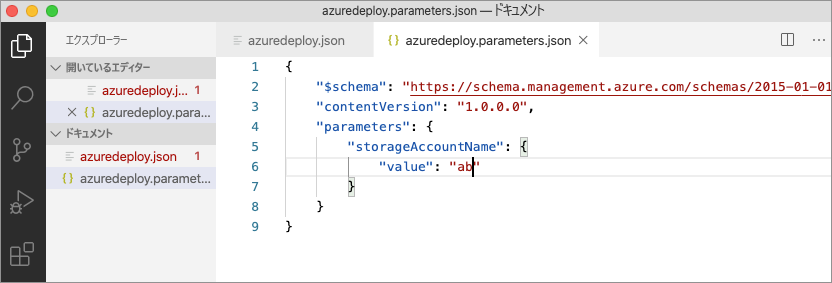 azuredeploy.parameters.json — ドキュメント
エクスプローラー
azuredeploy.json
azuredeploy.parameters.json
開いているエディター
azuredeploy.j... 1
{} azuredeploy.para...
ドキュメント
azuredeploy.json 1
{} azuredeploy.paramet...
1 {
2 "$schema": "https://schema.management.azure.com/schemas/2015-01-01
3 "contentVersion": "1.0.0.0",
4 "parameters": {
5 "storageAccountName": {
6 "value": "ab"
7 }
8 }
9 }